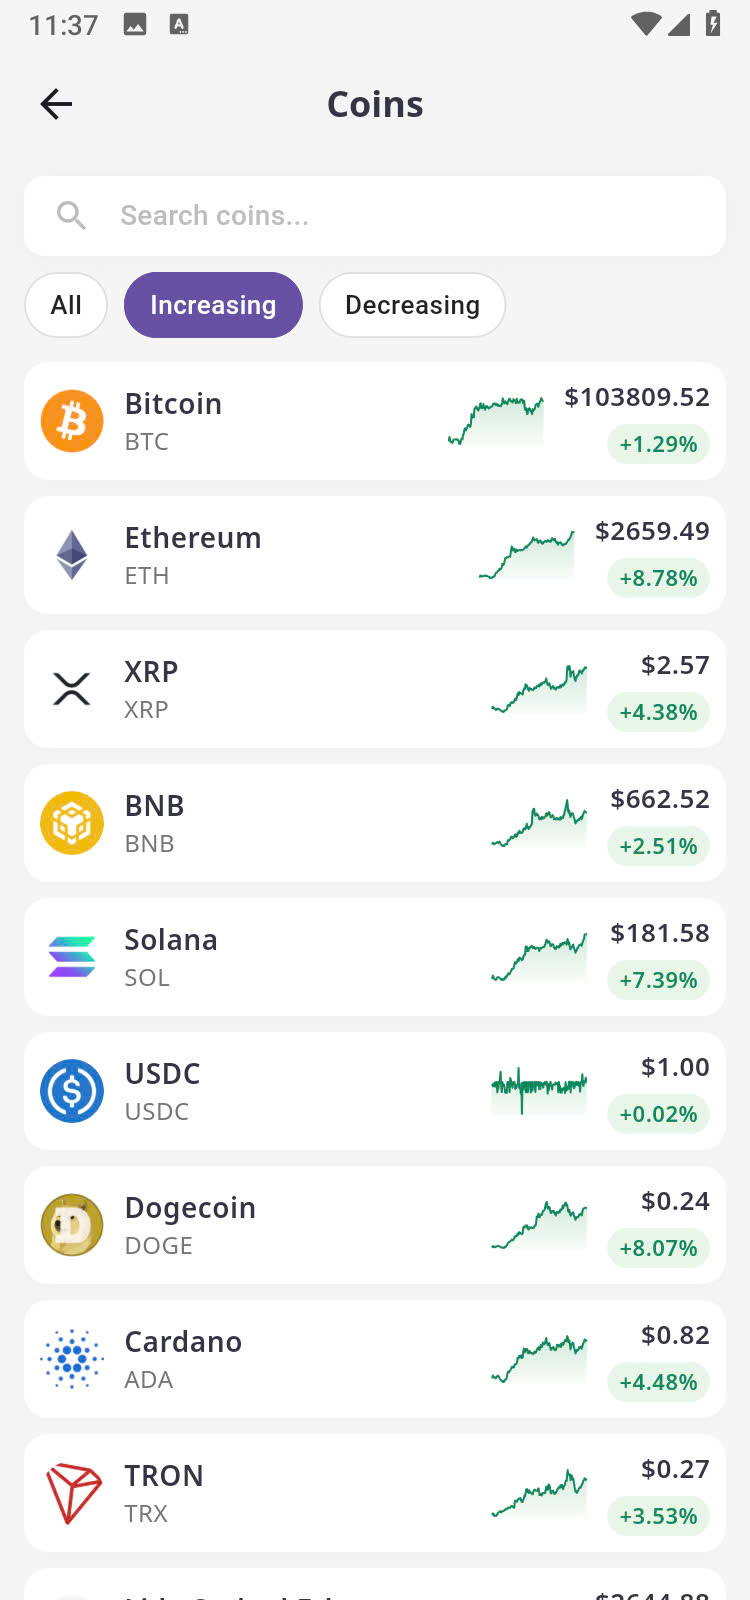 11:37
Coins
Search coins...
All
Increasing
Decreasing
Bitcoin
BTC
$103809.52
+1.29%
Ethereum
ETH
$2659.49
+8.78%
XRP
XRP
$2.57
+4.38%
BNB
BNB
$662.52
+2.51%
Solana
SOL
$181.58
+7.39%
USDC
USDC
$1.00
+0.02%
Dogecoin
DOGE
$0.24
+8.07%
Cardano
ADA
$0.82
+4.48%
TRON
TRX
$0.27
+3.53%